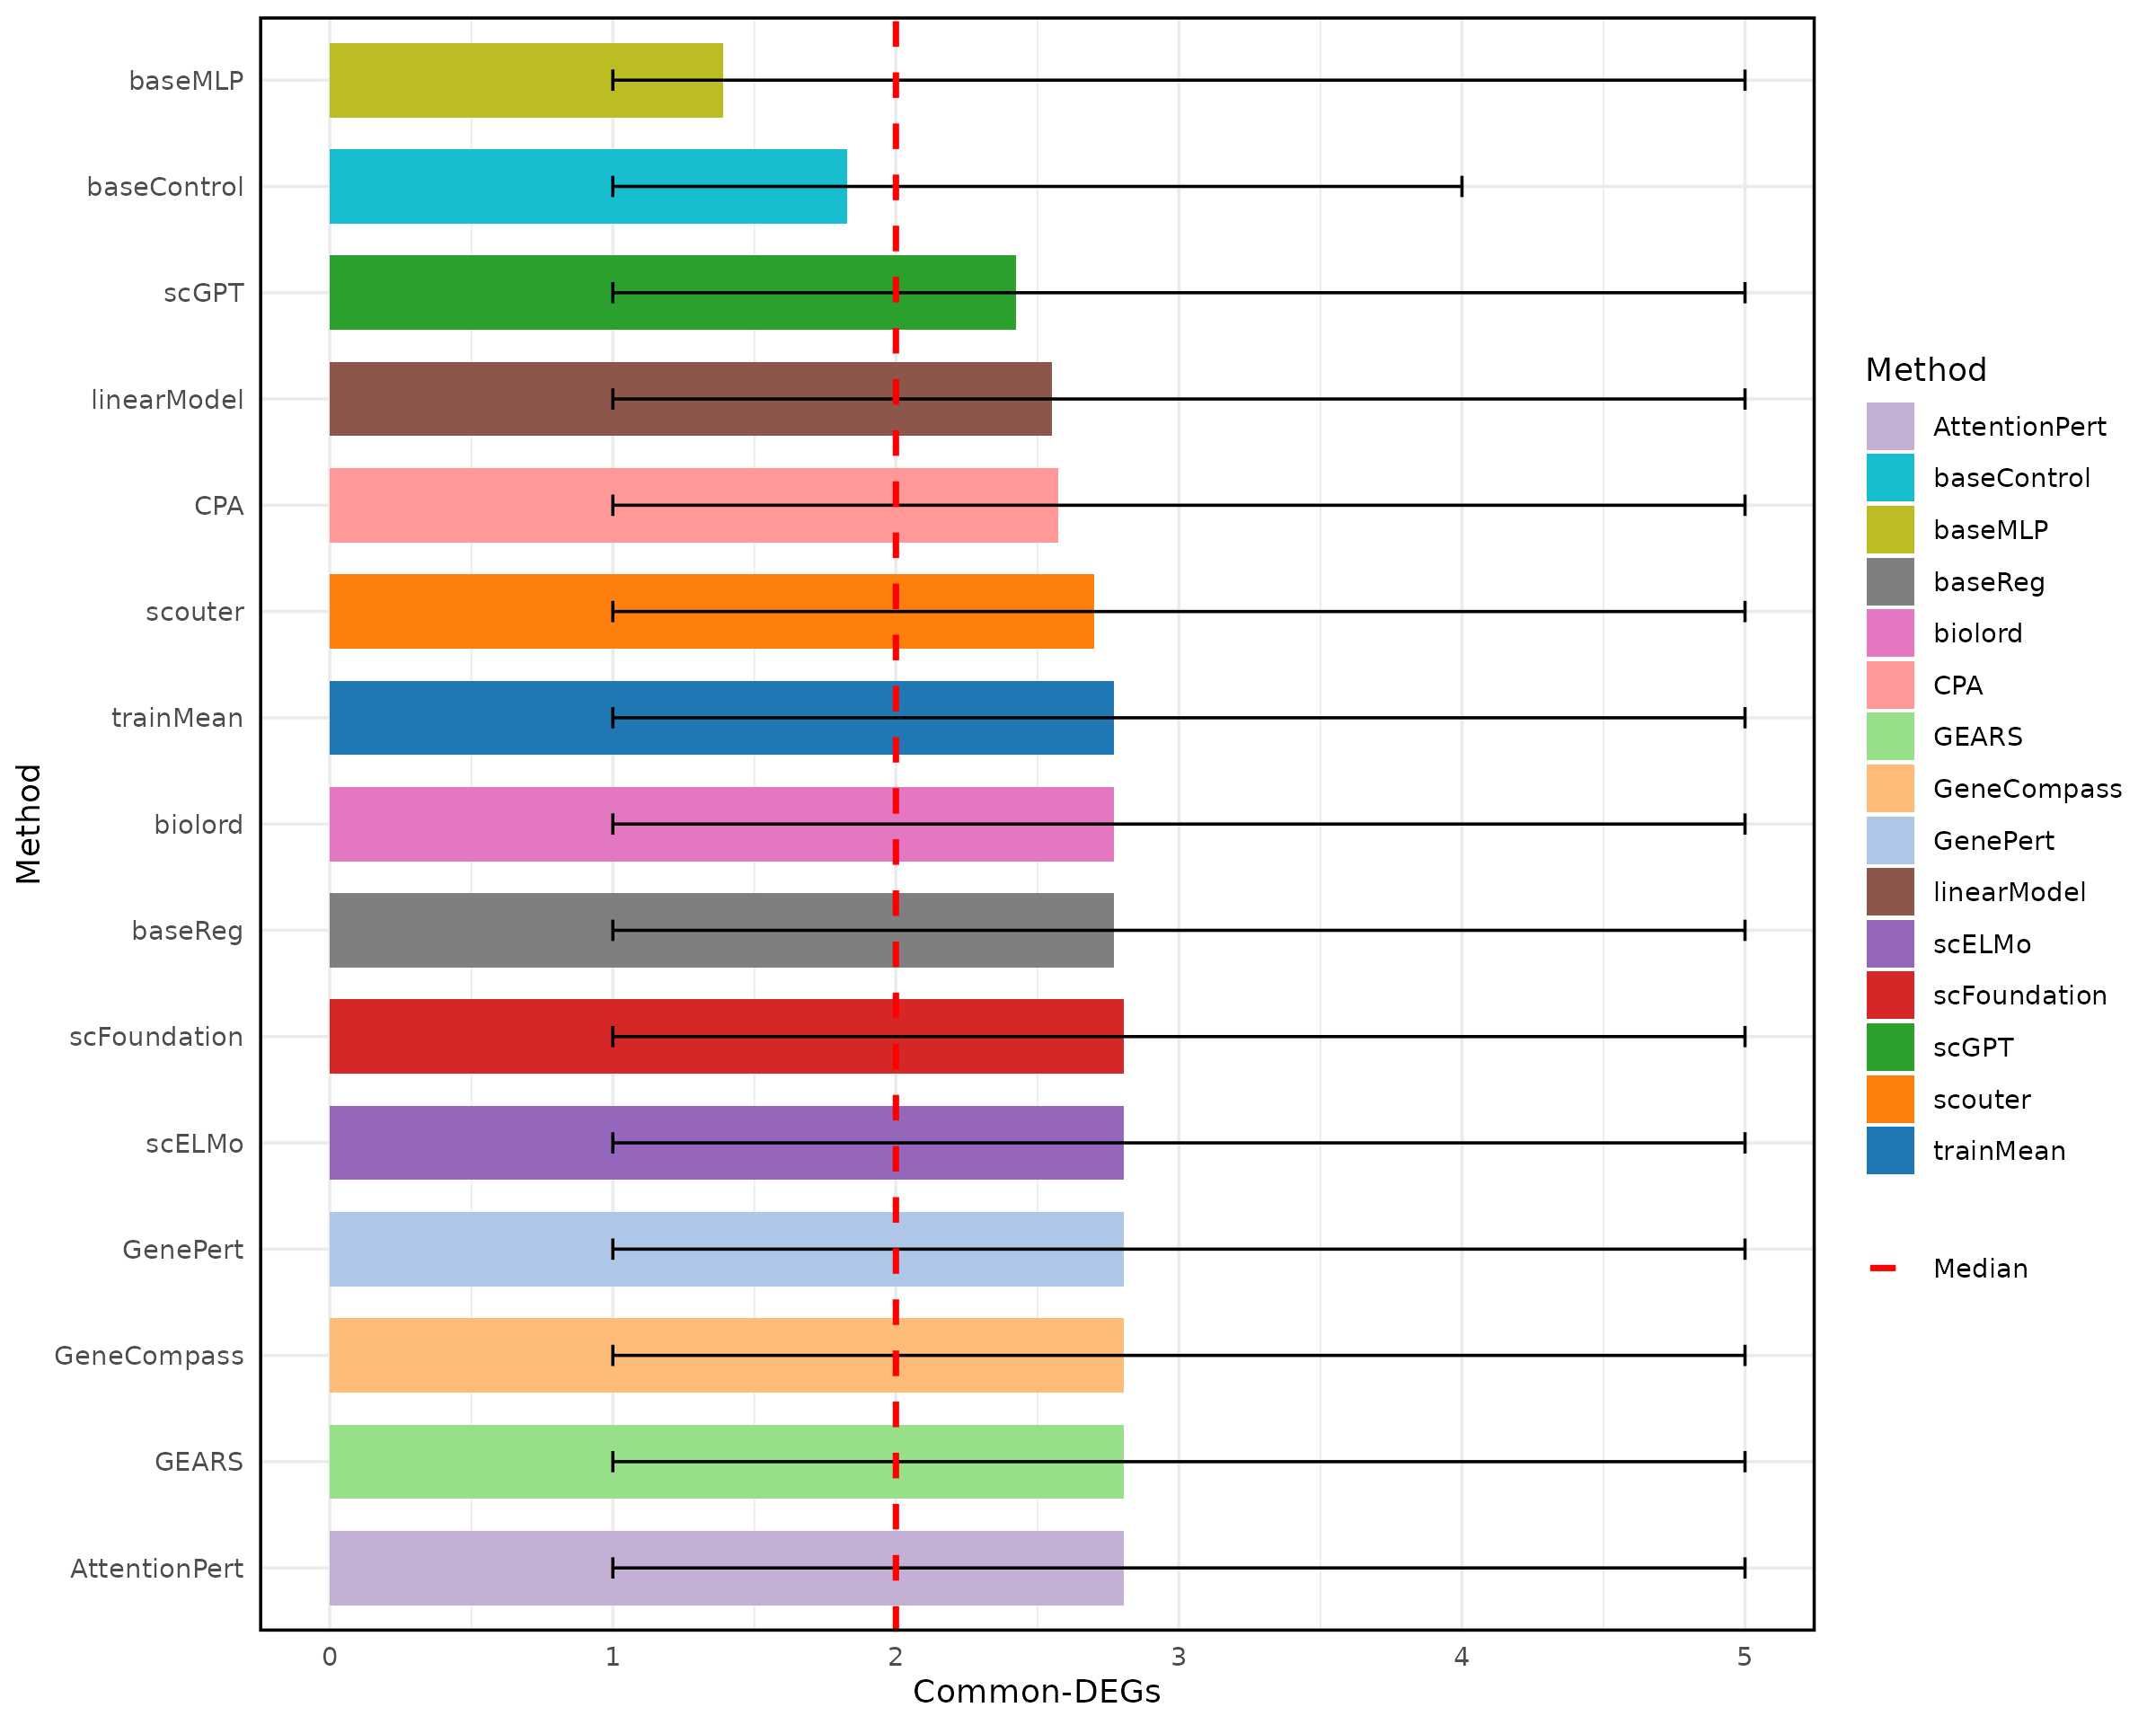 Method
baseMLP
baseControl
scGPT
linearModel
CPA
scouter
trainMean
biolord
baseReg
scFoundation
scELMo
GenePert
GeneCompass
GEARS
AttentionPert
0 1 2 3 4 5
Common-DEGs
Method
AttentionPert
baseControl
baseMLP
baseReg
biolord
CPA
GEARS
GeneCompass
GenePert
linearModel
scELMo
scFoundation
scGPT
scouter
trainMean
Median